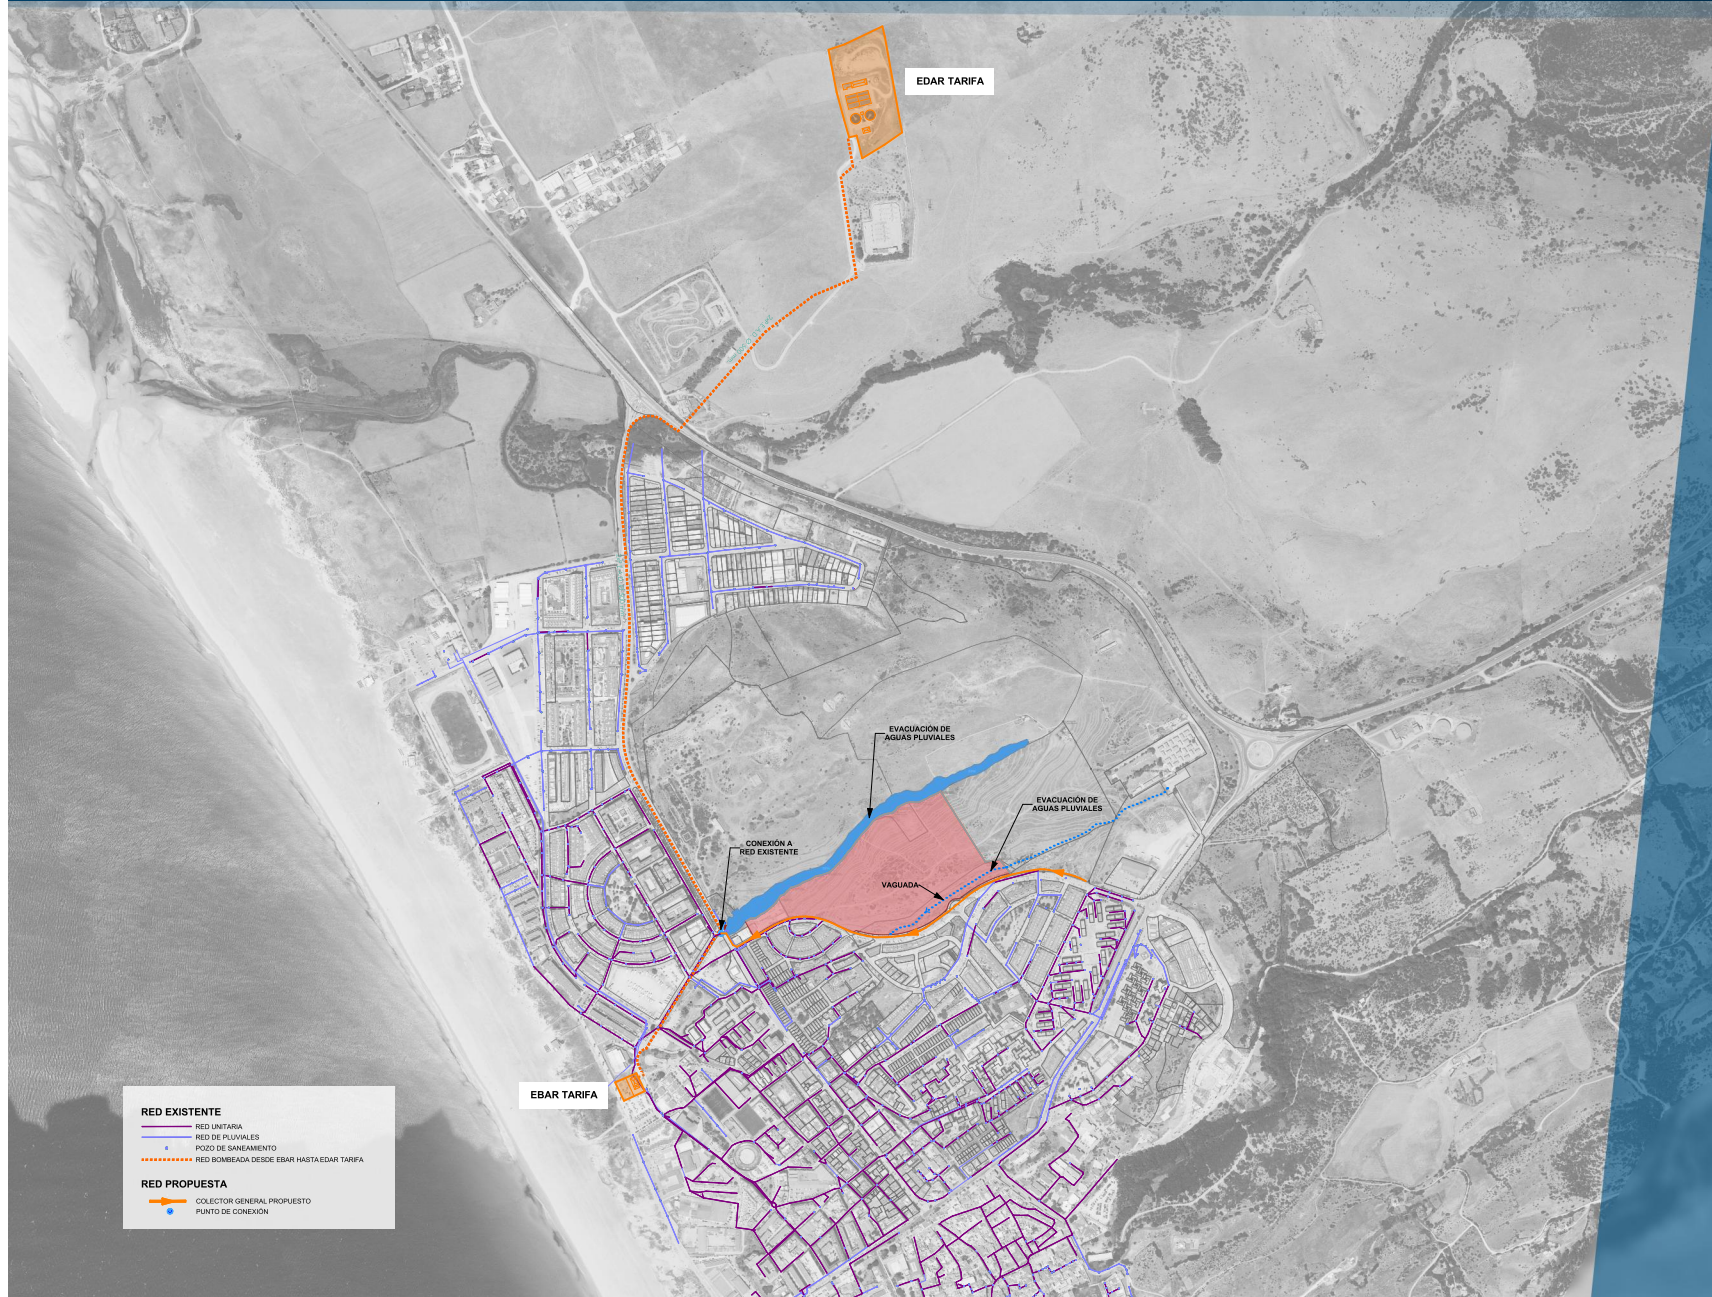 EDAR TARIFA
EVACUACIÓN DE
AGUAS PLUVIALES
EVACUACIÓN DE
AGUAS PLUVIALES
CONEXIÓN A
RED EXISTENTE
VAGUADA
EBAR TARIFA
RED EXISTENTE
RED UNITARIA
RED DE PLUVIALES
POZO DE SANEAMIENTO
RED BOMBEADA DESDE EBAR HASTA EDAR TARIFA
RED PROPUESTA
COLECTOR GENERAL PROPUESTO
PUNTO DE CONEXIÓN